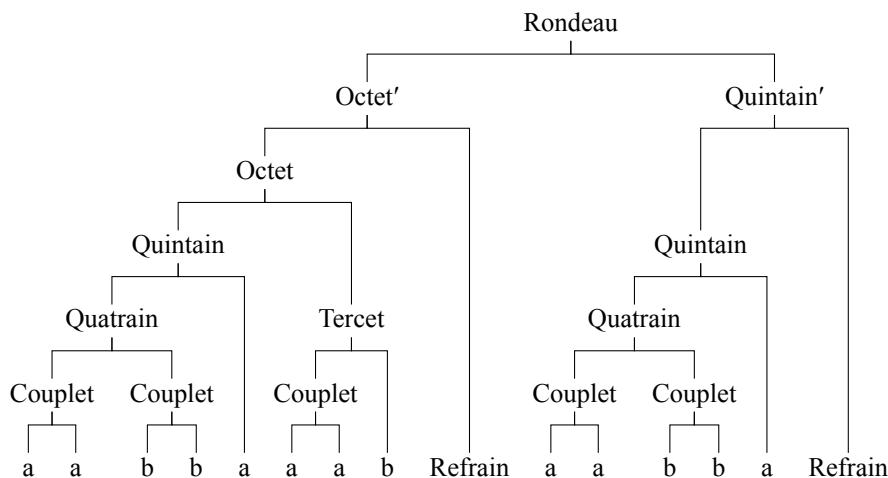 Rondeau
Octet′ Quintain′
Octet
Quintain Quintain
Quatrain Tercet Quatrain
Couplet Couplet Couplet Couplet Couplet
a a b b a a a b Refrain a a b b a Refrain